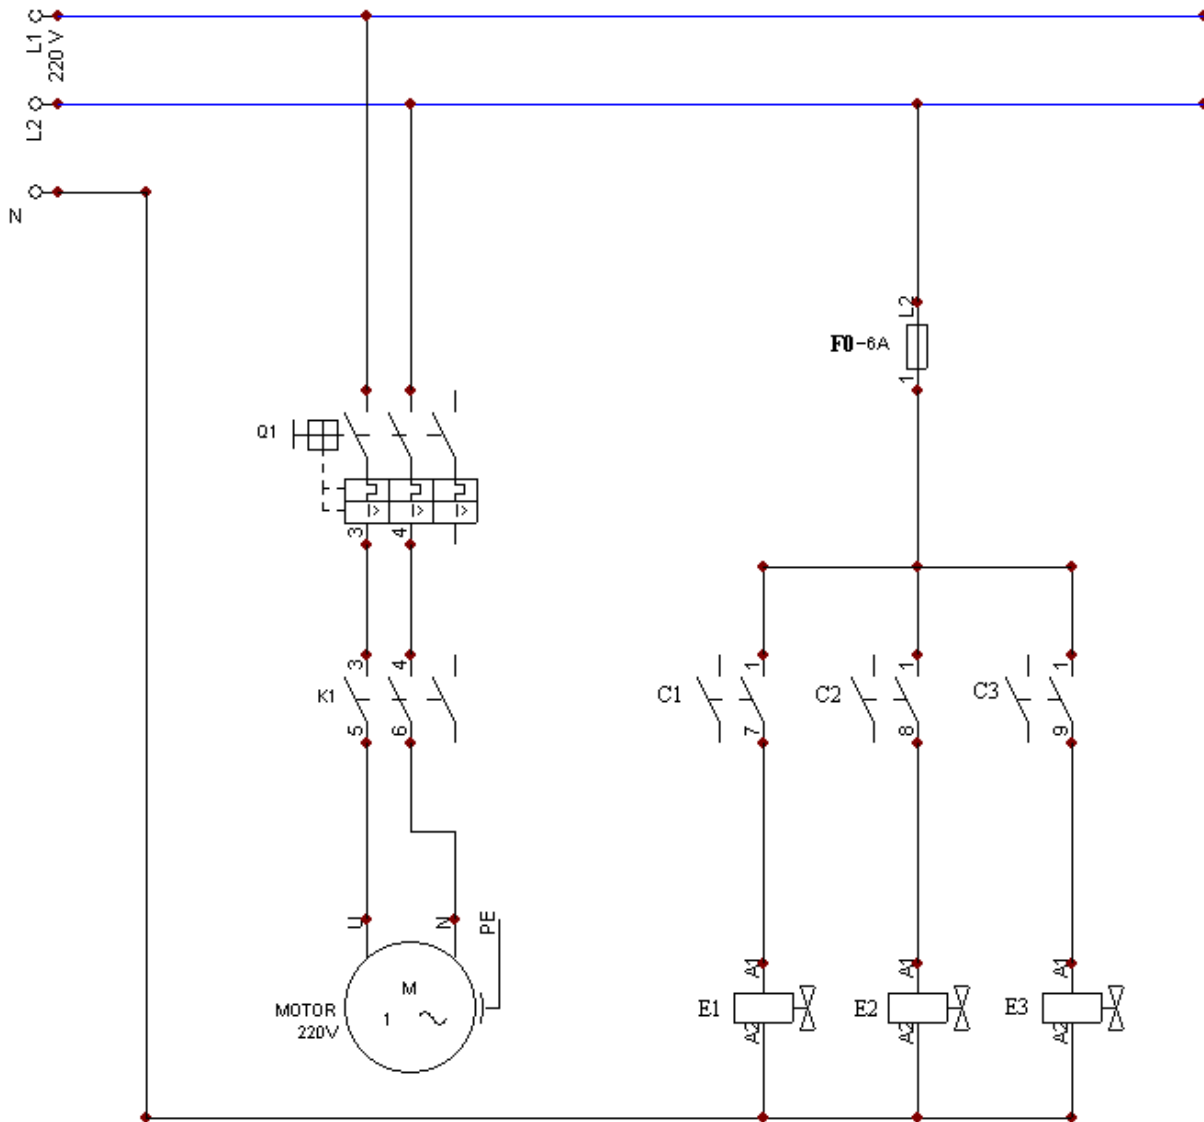 L1
220 V
L2
N
L2
F0-6A
1
Q1
I> I> I>
3 4
3 4
K1
5 6
1 1 1
C1 C2 C3
7 8 9
U N PE
M
1
MOTOR
220V
A1 A1 A1
E1 E2 E3
A2 A2 A2